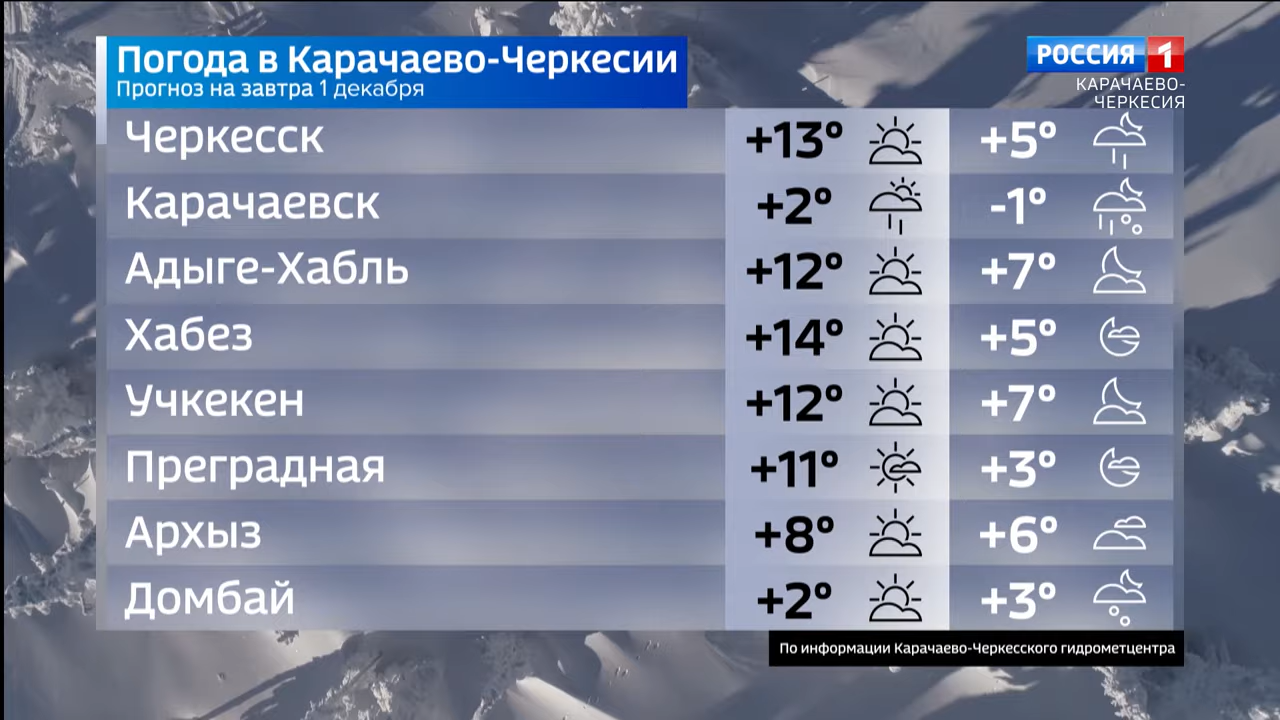 Погода в Карачаево-Черкесии
Прогноз на завтра 1 декабря
РОССИЯ 1
КАРАЧАЕВО-
ЧЕРКЕСИЯ
Черкесск +13° +5°
Карачаевск +2° -1°
Адыге-Хабль +12° +7°
Хабез +14° +5°
Учкекен +12° +7°
Преградная +11° +3°
Архыз +8° +6°
Домбай +2° +3°
По информации Карачаево-Черкесского гидрометцентра